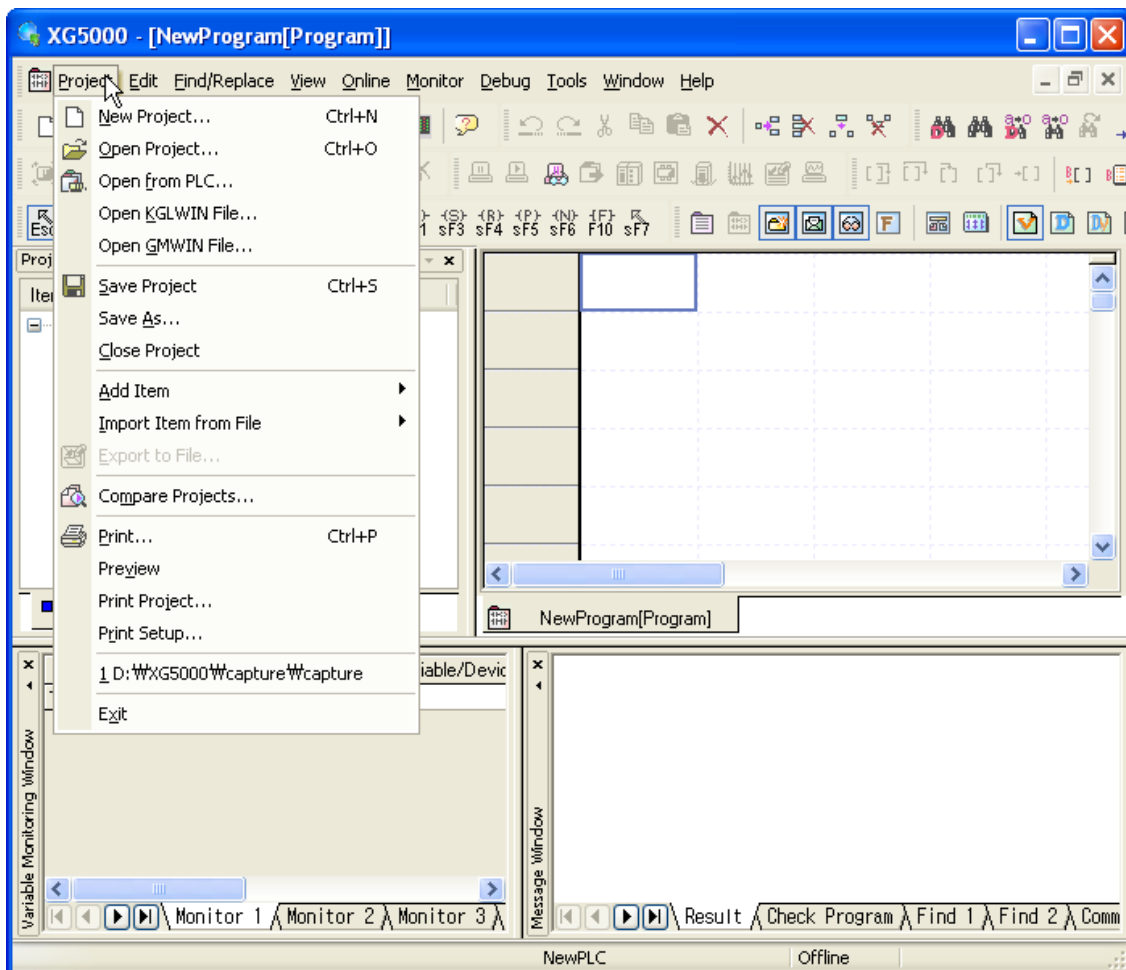 XG5000 - [NewProgram[Program]]
Project Edit Find/Replace View Online Monitor Debug Tools Window Help
New Project... Ctrl+N
Open Project... Ctrl+O
Open from PLC...
Open KGLWIN File...
Open GMWIN File...
Save Project Ctrl+S
Save As...
Close Project
Add Item
Import Item from File
Export to File...
Compare Projects...
Print... Ctrl+P
Preview
Print Project...
Print Setup...
1 D:₩XG5000₩capture₩capture
Exit
Esc
sF3 sF4 sF5 sF6 F10 sF7
NewProgram[Program]
Variable Monitoring Window
Monitor 1 Monitor 2 Monitor 3
Message Window
Result Check Program Find 1 Find 2 Comm
NewPLC Offline